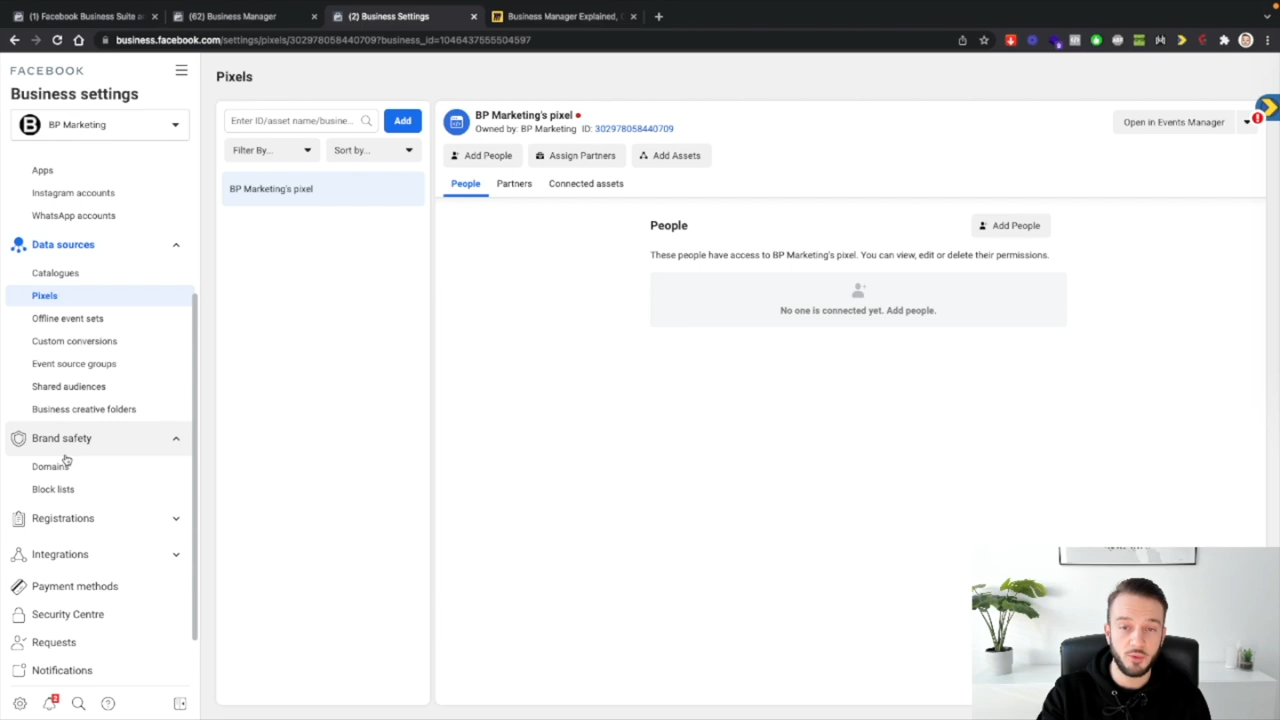 (1) Facebook Business Suite a
(62) Business Manager
(2) Business Settings
Business Manager Explained,
business.facebook.com/settings/pixels/302978058440709?business_id=1046437555504597
FACEBOOK
Business settings
BP Marketing
Apps
Instagram accounts
WhatsApp accounts
Data sources
Catalogues
Pixels
Offline event sets
Custom conversions
Event source groups
Shared audiences
Business creative folders
Brand safety
Domains
Block lists
Registrations
Integrations
Payment methods
Security Centre
Requests
Notifications
2
Pixels
Enter ID/asset name/busine...
Add
Filter By...
Sort by...
BP Marketing's pixel
BP Marketing's pixel
Owned by: BP Marketing ID: 302978058440709
Open in Events Manager
Add People
Assign Partners
Add Assets
People
Partners
Connected assets
People
Add People
These people have access to BP Marketing's pixel. You can view, edit or delete their permissions.
No one is connected yet. Add people.